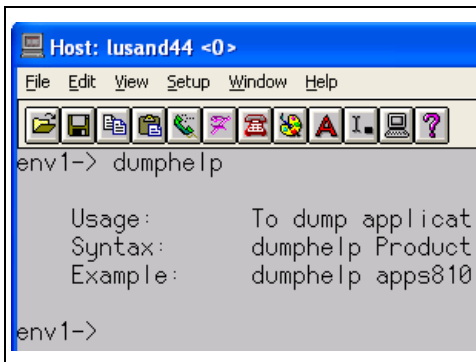 Host: lusand44 <0>
File Edit View Setup Window Help
env1-> dumphelp
Usage: To dump applicat
Syntax: dumphelp Product
Example: dumphelp apps810
env1->